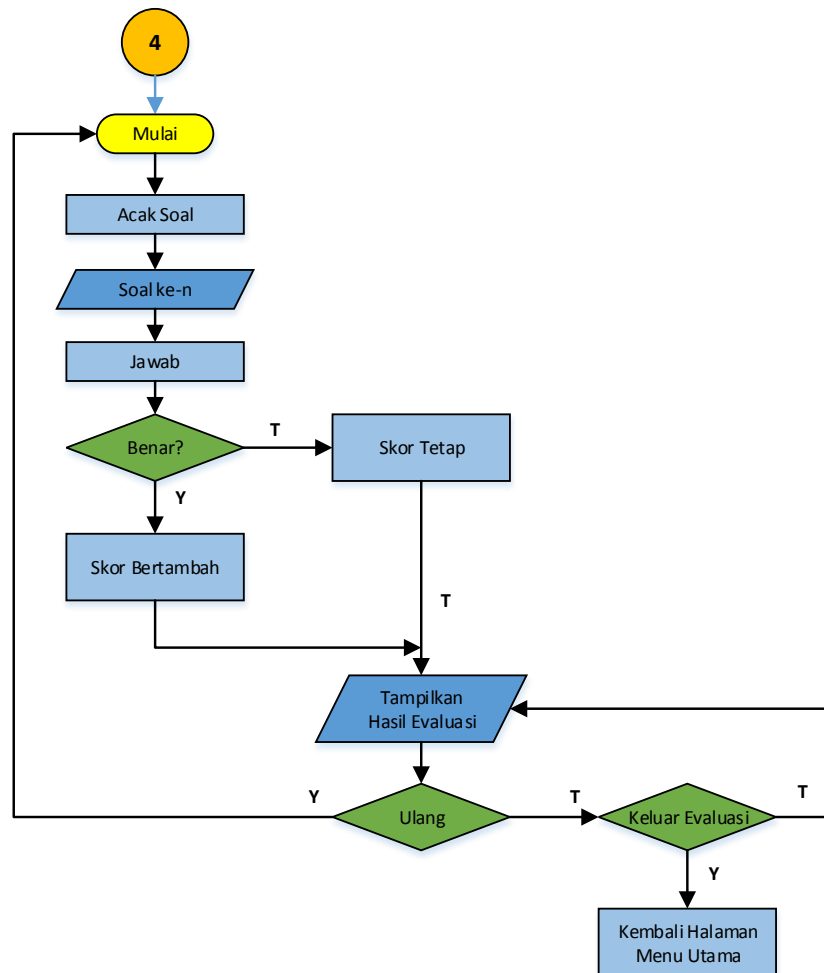 4
Mulai
Acak Soal
Soal ke-n
Jawab
Benar?
T
Skor Tetap
Y
Skor Bertambah
T
Tampilkan
Hasil Evaluasi
Y
Ulang
T
Keluar Evaluasi
T
Y
Kembali Halaman
Menu Utama